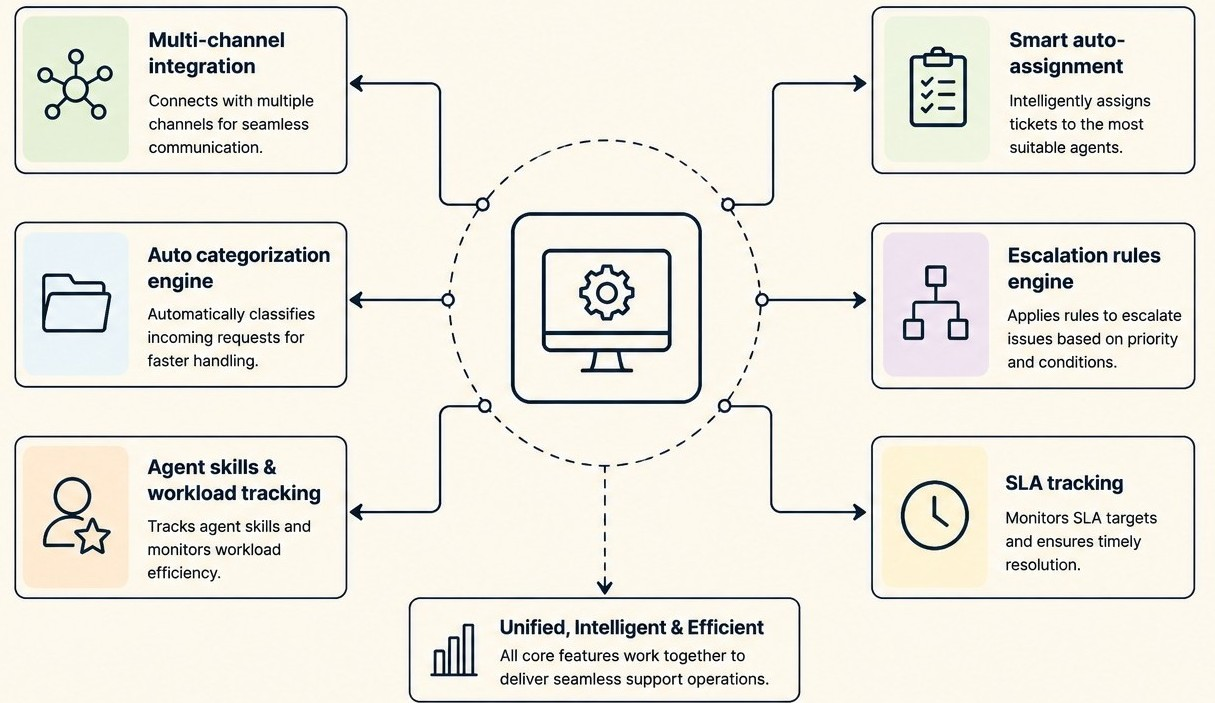 Multi-channel
integration
Connects with multiple
channels for seamless
communication.
Smart auto-
assignment
Intelligently assigns
tickets to the most
suitable agents.
Auto categorization
engine
Automatically classifies
incoming requests for
faster handling.
Escalation rules
engine
Applies rules to escalate
issues based on priority
and conditions.
Agent skills &
workload tracking
Tracks agent skills and
monitors workload
efficiency.
SLA tracking
Monitors SLA targets
and ensures timely
resolution.
Unified, Intelligent & Efficient
All core features work together to
deliver seamless support operations.